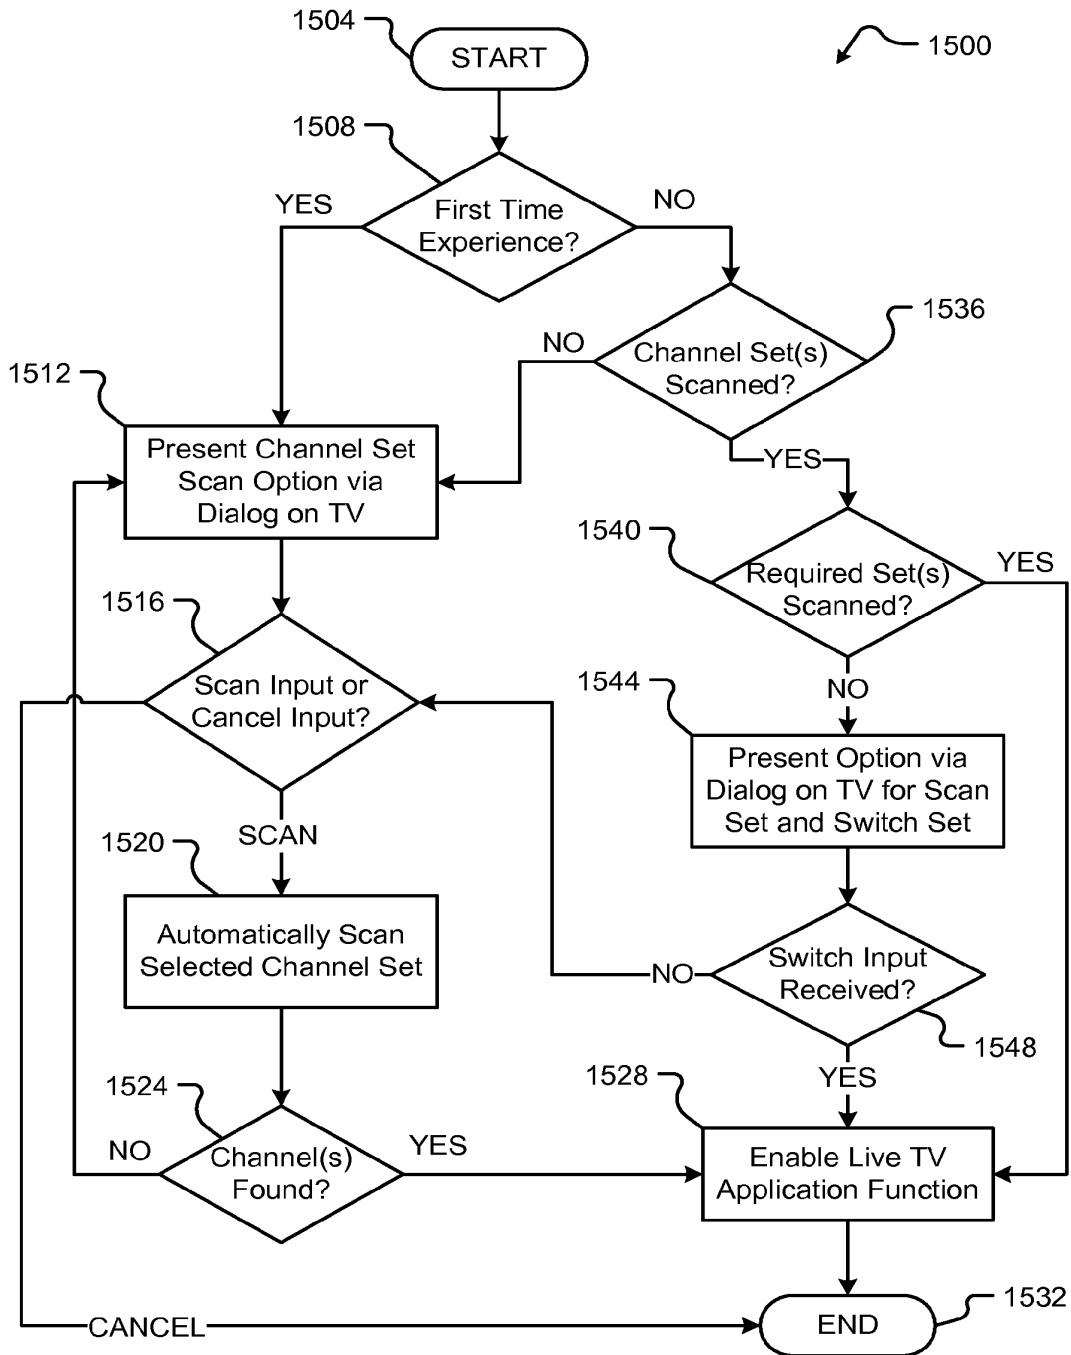 1504
START
1500
1508
First Time
Experience?
YES
NO
1536
Channel Set(s)
Scanned?
NO
YES
1512
Present Channel Set
Scan Option via
Dialog on TV
1540
Required Set(s)
Scanned?
YES
NO
1516
Scan Input or
Cancel Input?
SCAN
1544
Present Option via
Dialog on TV for Scan
Set and Switch Set
1520
Automatically Scan
Selected Channel Set
Switch Input
Received?
NO
1548
YES
1524
Channel(s)
Found?
NO
YES
1528
Enable Live TV
Application Function
CANCEL
END
1532